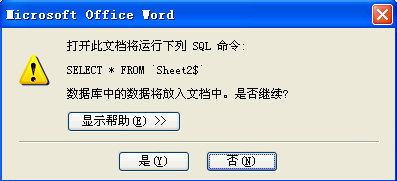 Microsoft Office Word
打开此文档将运行下列 SQL 命令:
SELECT * FROM `Sheet2$`
数据库中的数据将放入文档中。是否继续?
显示帮助(E) >>
是(Y)
否(N)